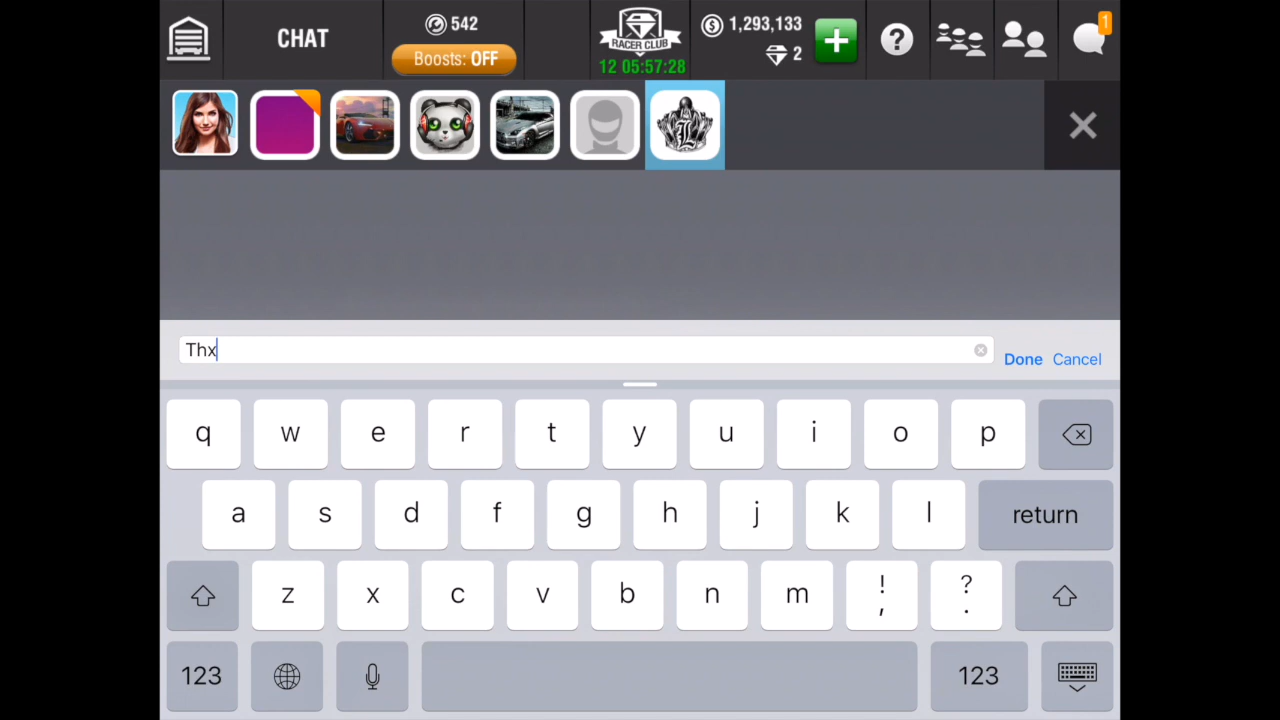 CHAT
542
Boosts: OFF
RACER CLUB
12 05:57:28
1,293,133
2
+
?
1
L
Thx
Done Cancel
q w e r t y u i o p
a s d f g h j k l return
z x c v b n m ! , ? .
123 123